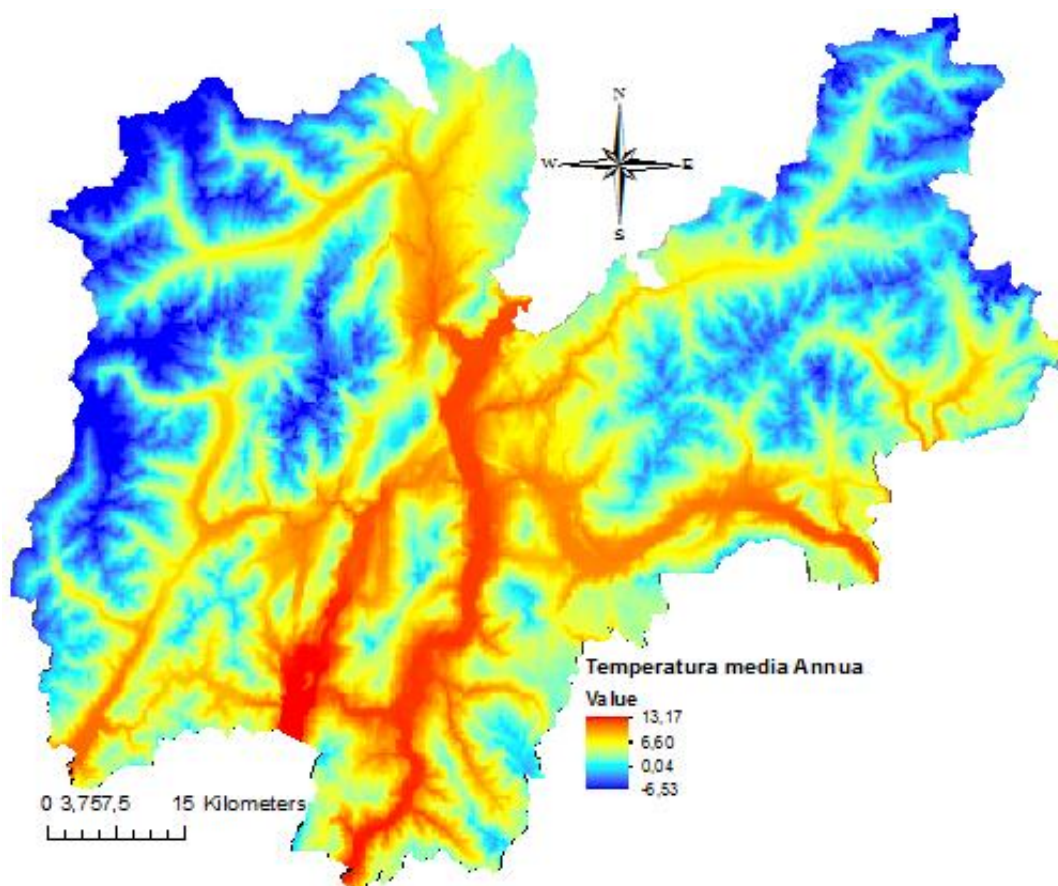 N
W E
S
Temperatura media Annua
Value
13,17
6,60
0,04
-6,53
0 3,757,5 15 Kilometers